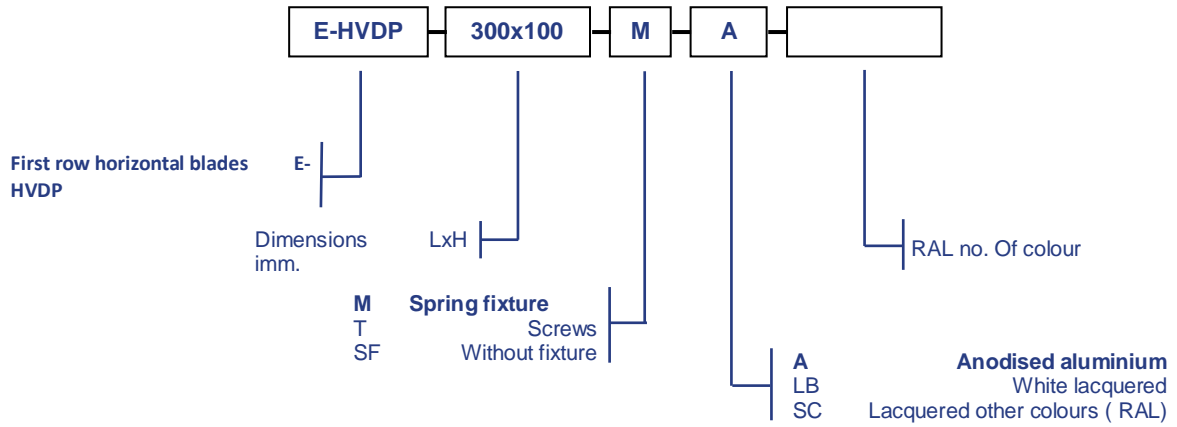 E-HVDP 300x100 M A
First row horizontal blades E-
HVDP
Dimensions LxH
imm.
RAL no. Of colour
M Spring fixture
T Screws
SF Without fixture
A Anodised aluminium
LB White lacquered
SC Lacquered other colours ( RAL)